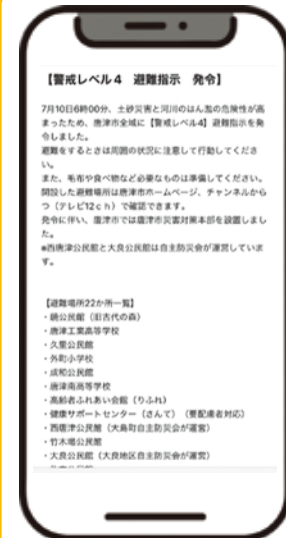 【警戒レベル４　避難指示　発令】
7月10日6時00分、土砂災害と河川のはん濫の危険性が高
まったため、唐津市全域に【警戒レベル4】避難指示を発
令しました。
避難をするときは周囲の状況に注意して行動してくださ
い。
また、毛布や食べ物など必要なものは準備してください。
開設した避難場所は唐津市ホームページ、チャンネルから
つ（テレビ12ｃｈ）で確認できます。
発令に伴い、唐津市では唐津市災害対策本部を設置しまし
た。
※西唐津公民館と大良公民館は自主防災会が運営していま
す。
【避難場所22か所一覧】
・鏡公民館（旧古代の森）
・唐津工業高等学校
・久里公民館
・外町小学校
・成和公民館
・唐津南高等学校
・高齢者ふれあい会館（りふれ）
・健康サポートセンター（さんて）（要配慮者対応）
・西唐津公民館（大島町自主防災会が運営）
・竹木場公民館
・大良公民館（大良地区自主防災会が運営）